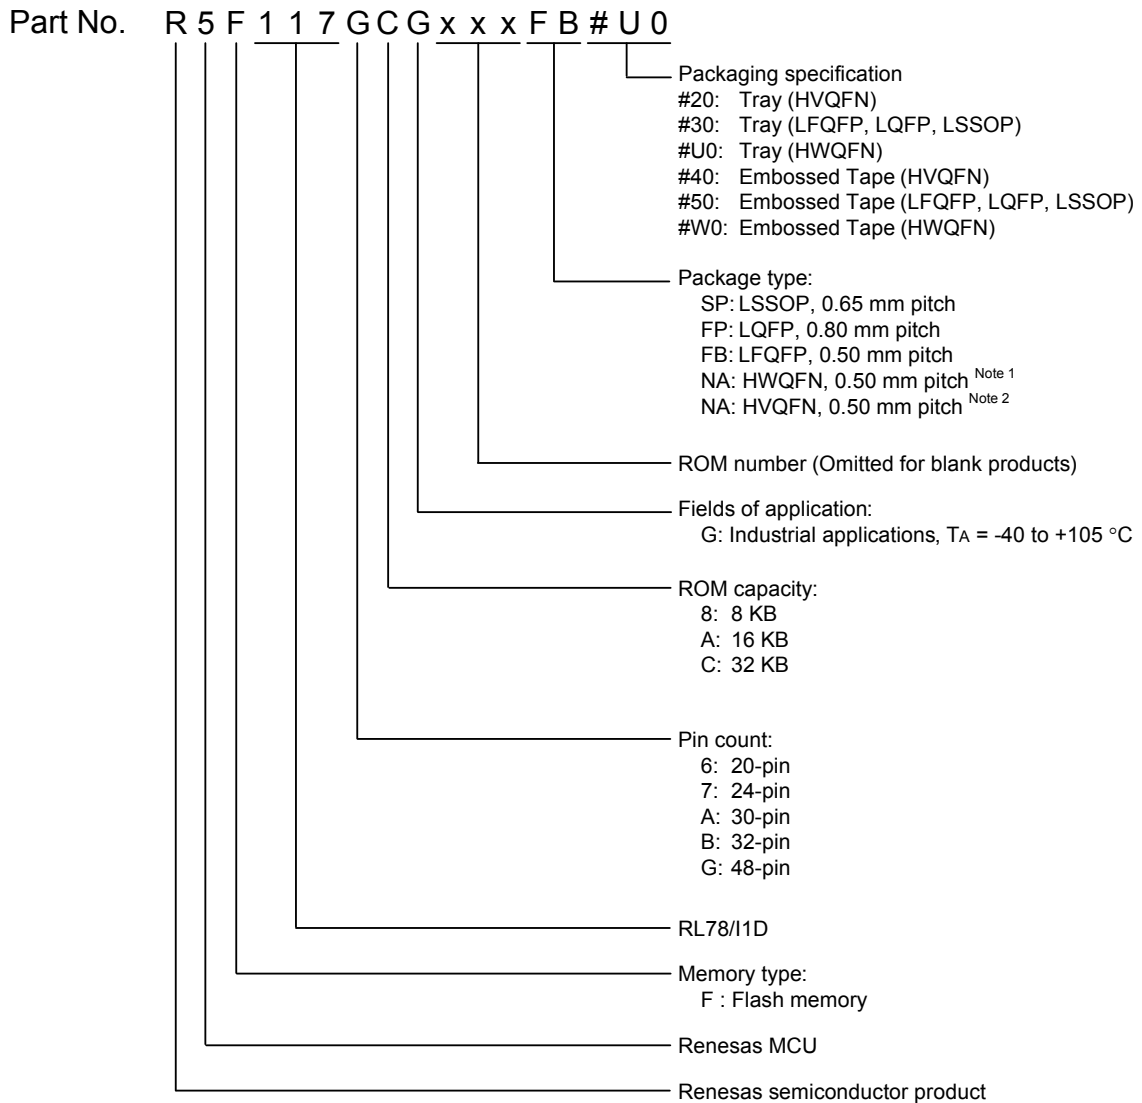 Part No. R 5 F 1 1 7 G C G x x x F B # U 0
Packaging specification
#20: Tray (HVQFN)
#30: Tray (LFQFP, LQFP, LSSOP)
#U0: Tray (HWQFN)
#40: Embossed Tape (HVQFN)
#50: Embossed Tape (LFQFP, LQFP, LSSOP)
#W0: Embossed Tape (HWQFN)
Package type:
SP: LSSOP, 0.65 mm pitch
FP: LQFP, 0.80 mm pitch
FB: LFQFP, 0.50 mm pitch
NA: HWQFN, 0.50 mm pitch Note 1
NA: HVQFN, 0.50 mm pitch Note 2
ROM number (Omitted for blank products)
Fields of application:
G: Industrial applications, TA = -40 to +105 °C
ROM capacity:
8: 8 KB
A: 16 KB
C: 32 KB
Pin count:
6: 20-pin
7: 24-pin
A: 30-pin
B: 32-pin
G: 48-pin
RL78/I1D
Memory type:
F : Flash memory
Renesas MCU
Renesas semiconductor product